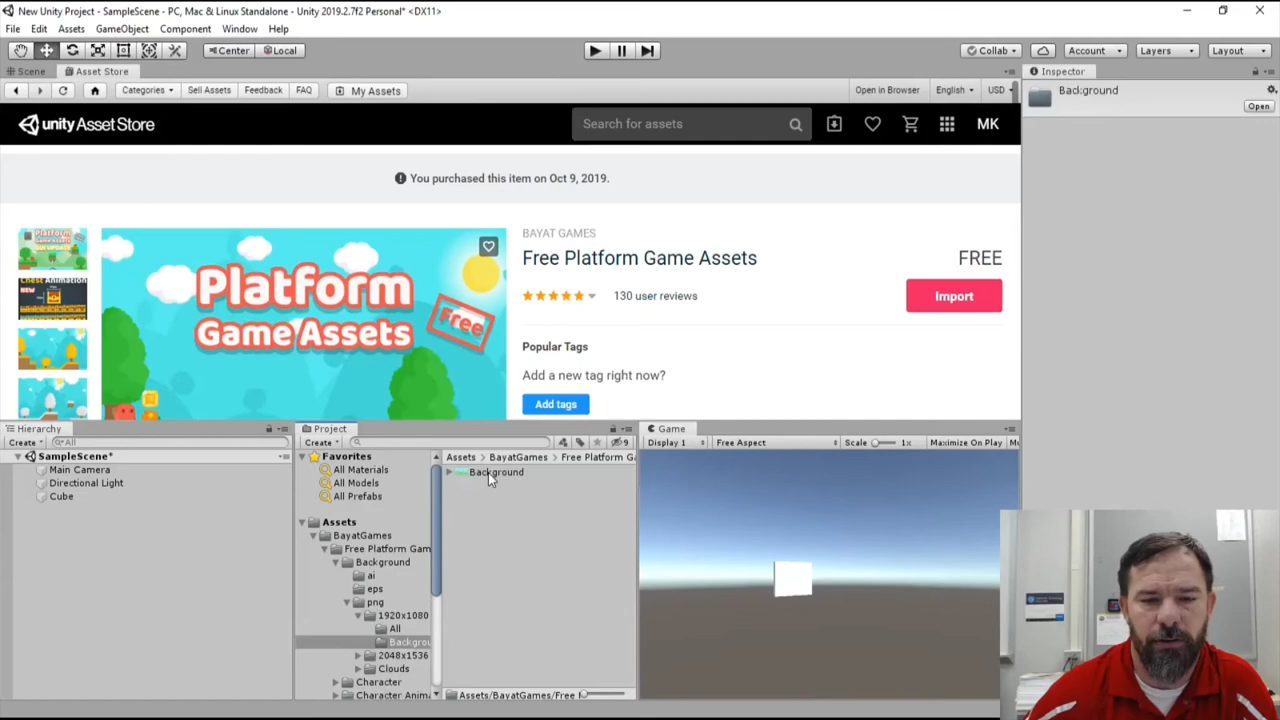 New Unity Project - SampleScene - PC, Mac & Linux Standalone - Unity 2019.2.7f2 Personal* <DX11>
File Edit Assets GameObject Component Window Help
Center Local Collab Account Layers Layout
Scene Asset Store Inspector
Categories Sell Assets Feedback FAQ My Assets Open in Browser English USD
Background
Open
unity Asset Store Search for assets MK
You purchased this item on Oct 9, 2019.
BAYAT GAMES
Free Platform Game Assets FREE
130 user reviews Import
Platform
Game Assets
Free
Popular Tags
Add a new tag right now?
Add tags
Hierarchy Project Game
Create All Create 9 Display 1 Free Aspect Scale 1x Maximize On Play
SampleScene* Favorites Assets > BayatGames > Free Platform Ga
Main Camera All Materials Background
Directional Light All Models
Cube All Prefabs
Assets
BayatGames
Free Platform Gam
Background
ai
eps
png
1920x1080
All
Backgrou
2048x1536
Clouds
Character
Character Anima Assets/BayatGames/Free